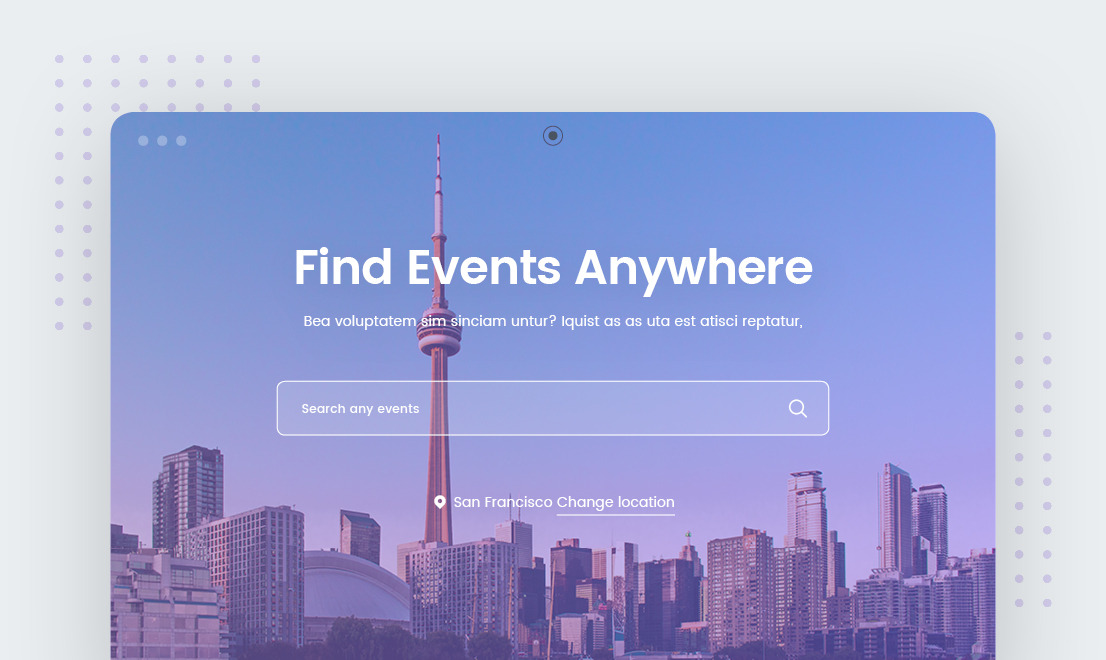 Find Events Anywhere
Bea voluptatem sim sinciam untur? Iquist as as uta est atisci reptatur,
Search any events
San Francisco Change location